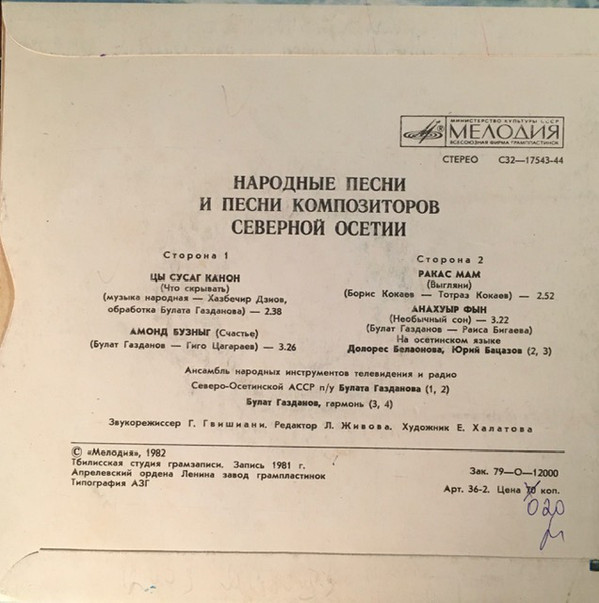 МИНИСТЕРСТВО КУЛЬТУРЫ СССР
МЕЛОДИЯ
ВСЕСОЮЗНАЯ ФИРМА ГРАМПЛАСТИНОК
СТЕРЕО С32—17543-44
НАРОДНЫЕ ПЕСНИ
И ПЕСНИ КОМПОЗИТОРОВ
СЕВЕРНОЙ ОСЕТИИ
Сторона 1
ЦЫ СУСАГ КАНОН
(Что скрывать)
(музыка народная — Хазбечир Дзиов,
обработка Булата Газданова) — 2.38
АМОНД БУЗНЫГ (Счастье)
(Булат Газданов — Гиго Цагараев) — 3.26
Сторона 2
РАКАС МАМ
(Выгляни)
(Борис Кокаев — Тотраз Кокаев) — 2.52
АНАХУЫР ФЫН
(Необычный сон) — 3.22
(Булат Газданов — Раиса Бигаева)
На осетинском языке
Долорес Белаонова, Юрий Бацазов (2, 3)
Ансамбль народных инструментов телевидения и радио
Северо-Осетинской АССР п/у Булата Газданова (1, 2)
Булат Газданов, гармонь (3, 4)
Звукорежиссер Г. Гвишиани. Редактор Л. Живова. Художник Е. Халатова
© «Мелодия», 1982
Тбилисская студия грамзаписи. Запись 1981 г.
Апрелевский ордена Ленина завод грампластинок
Типография АЗГ
Зак. 79—О—12000
Арт. 36-2. Цена 70 коп.
020